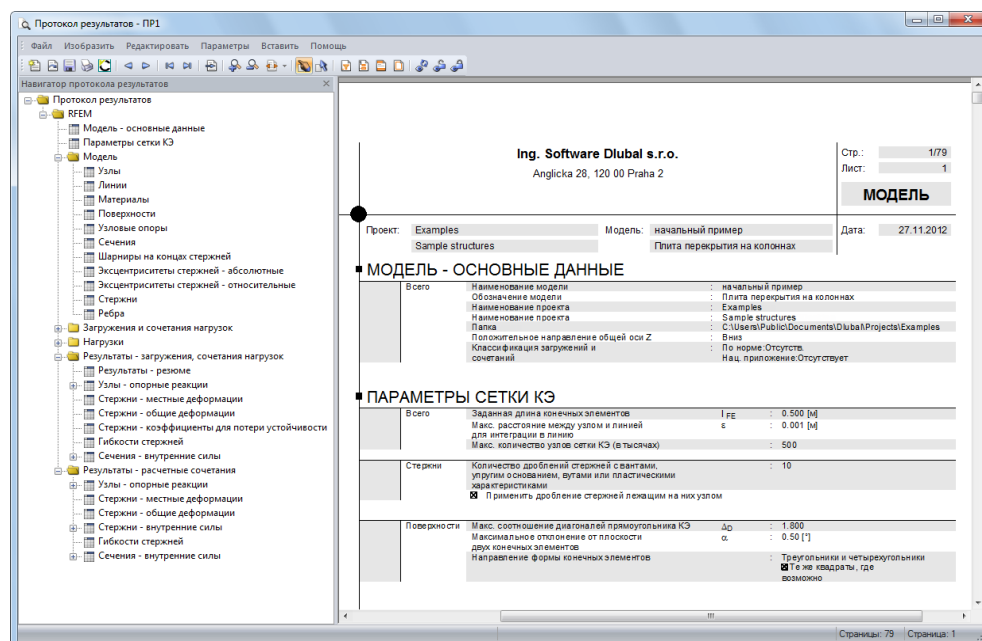 Протокол результатов - ПР1
Файл Изобразить Редактировать Параметры Вставить Помощь
Навигатор протокола результатов
Протокол результатов
RFEM
Модель - основные данные
Параметры сетки КЭ
Модель
Узлы
Линии
Материалы
Поверхности
Узловые опоры
Сечения
Шарниры на концах стержней
Эксцентриситеты стержней - абсолютные
Эксцентриситеты стержней - относительные
Стержни
Ребра
Загружения и сочетания нагрузок
Нагрузки
Результаты - загружения, сочетания нагрузок
Результаты - резюме
Узлы - опорные реакции
Стержни - местные деформации
Стержни - общие деформации
Стержни - коэффициенты для потери устойчивости
Гибкости стержней
Сечения - внутренние силы
Результаты - расчетные сочетания
Узлы - опорные реакции
Стержни - местные деформации
Стержни - общие деформации
Стержни - внутренние силы
Гибкости стержней
Сечения - внутренние силы
Ing. Software Dlubal s.r.o.
Anglicka 28, 120 00 Praha 2
Стр.: 1/79
Лист: 1
МОДЕЛЬ
Проект: Examples Модель: начальный пример Дата: 27.11.2012
Sample structures Плита перекрытия на колоннах
МОДЕЛЬ - ОСНОВНЫЕ ДАННЫЕ
Всего Наименование модели : начальный пример
Обозначение модели : Плита перекрытия на колоннах
Наименование проекта : Examples
Наименование проекта : Sample structures
Папка : C:\Users\Public\Documents\Dlubal\Projects\Examples
Положительное направление общей оси Z : Вниз
Классификация загружений и : По норме:Отсутств.
сочетаний Нац. приложение:Отсутствует
ПАРАМЕТРЫ СЕТКИ КЭ
Всего Заданная длина конечных элементов l FE : 0.500 [м]
Макс. расстояние между узлом и линией ε : 0.001 [м]
для интеграции в линию
Макс. количество узлов сетки КЭ (в тысячах) : 500
Стержни Количество дроблений стержней с вантами, : 10
упругим основанием, вутами или пластическими
характеристиками
Применить дробление стержней лежащим на них узлом
Поверхности Макс. соотношение диагоналей прямоугольника КЭ ΔD : 1.800
Максимальное отклонение от плоскости α : 0.50 [°]
двух конечных элементов
Направление формы конечных элементов : Треугольники и четырехугольники
Те же квадраты, где
возможно
Страницы: 79 Страница: 1